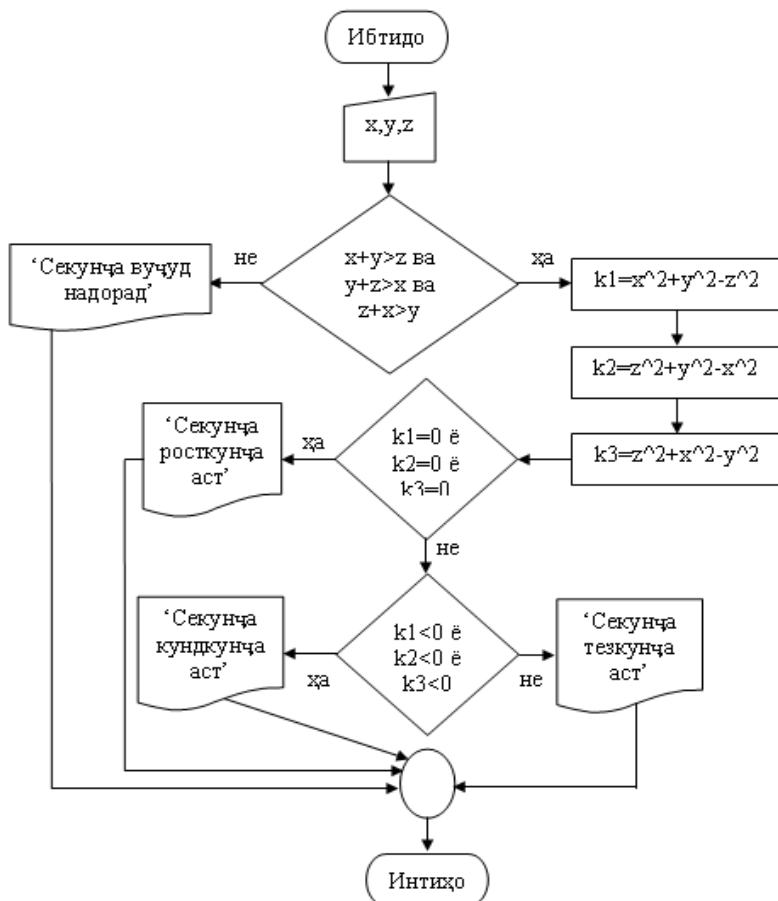 Ибтидо
x,y,z
x+y>z ва
y+z>x ва
z+x>y
не
ҳа
‘Секунҷа вуҷуд
надорад’
k1=x^2+y^2-z^2
k2=z^2+y^2-x^2
k3=z^2+x^2-y^2
k1=0 ё
k2=0 ё
k3=0
ҳа
‘Секунҷа
росткунҷа
аст’
не
k1<0 ё
k2<0 ё
k3<0
ҳа
‘Секунҷа
кундкунҷа
аст’
не
‘Секунҷа
тезкунҷа
аст’
Интиҳо